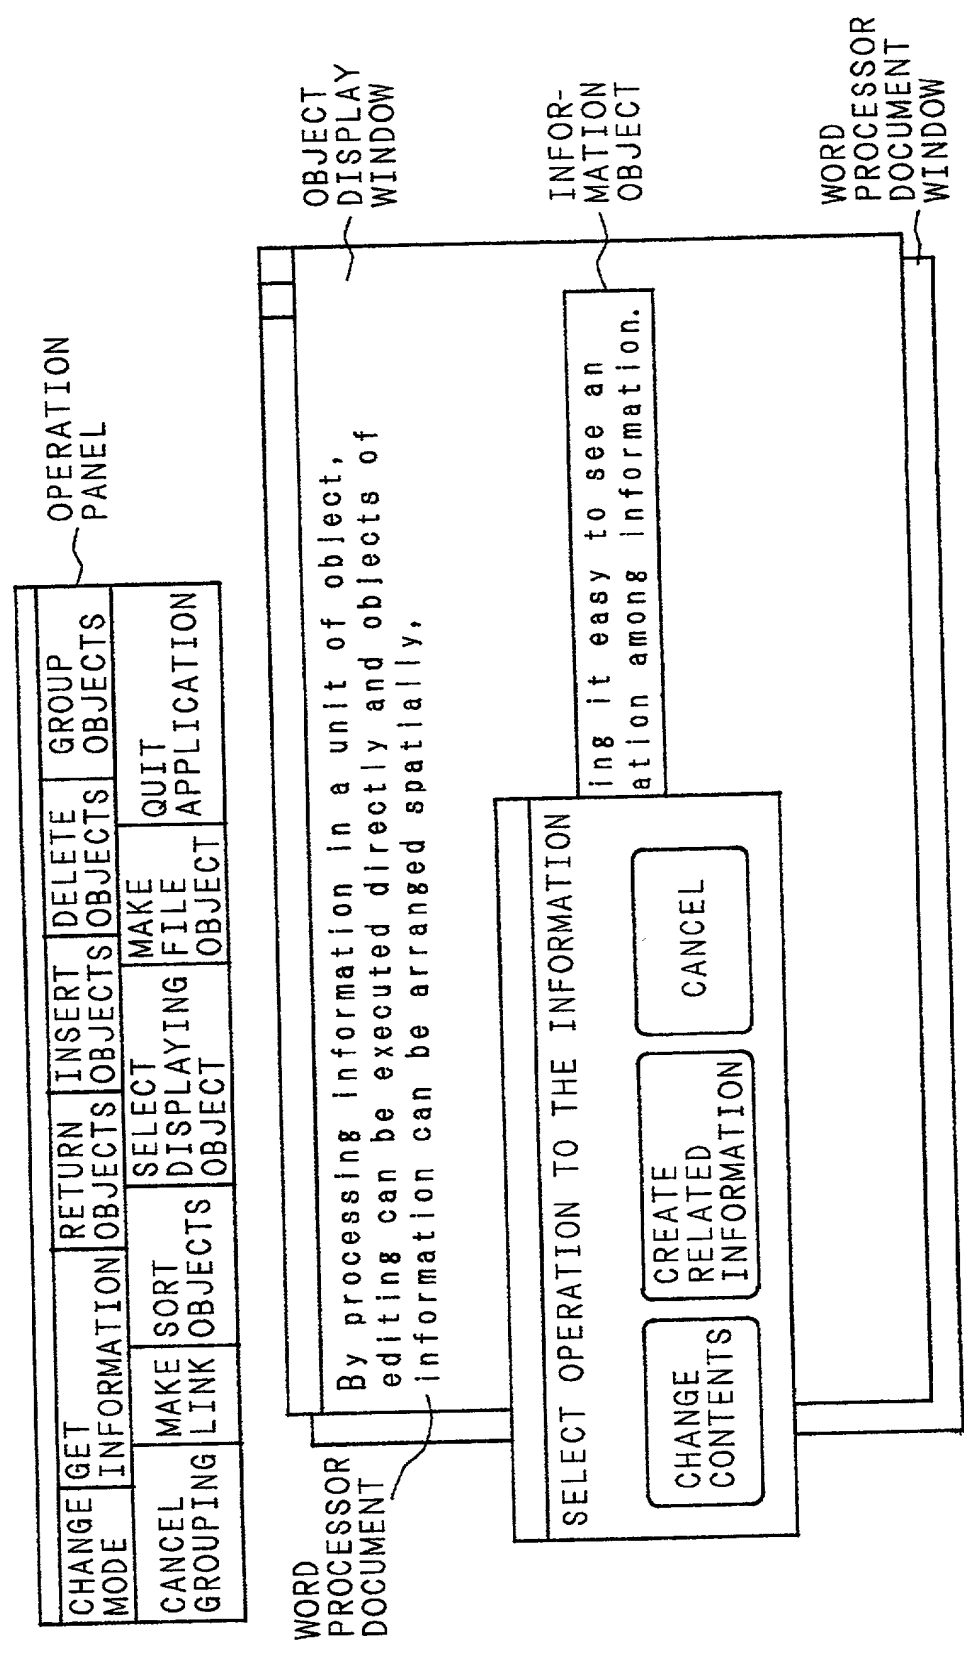 OPERATION
PANEL
CHANGE
MODE
GET
INFORMATION
RETURN
OBJECTS
INSERT
OBJECTS
DELETE
OBJECTS
GROUP
OBJECTS
CANCEL
GROUPING
MAKE
LINK
SORT
OBJECTS
SELECT
DISPLAYING
OBJECT
MAKE
FILE
OBJECT
QUIT
APPLICATION
OBJECT
DISPLAY
WINDOW
WORD
PROCESSOR
DOCUMENT
By processing information in a unit of object,
editing can be executed directly and objects of
information can be arranged spatially,
ing it easy to see an
ation among information.
INFOR-
MATION
OBJECT
SELECT OPERATION TO THE INFORMATION
CHANGE
CONTENTS
CREATE
RELATED
INFORMATION
CANCEL
WORD
PROCESSOR
DOCUMENT
WINDOW